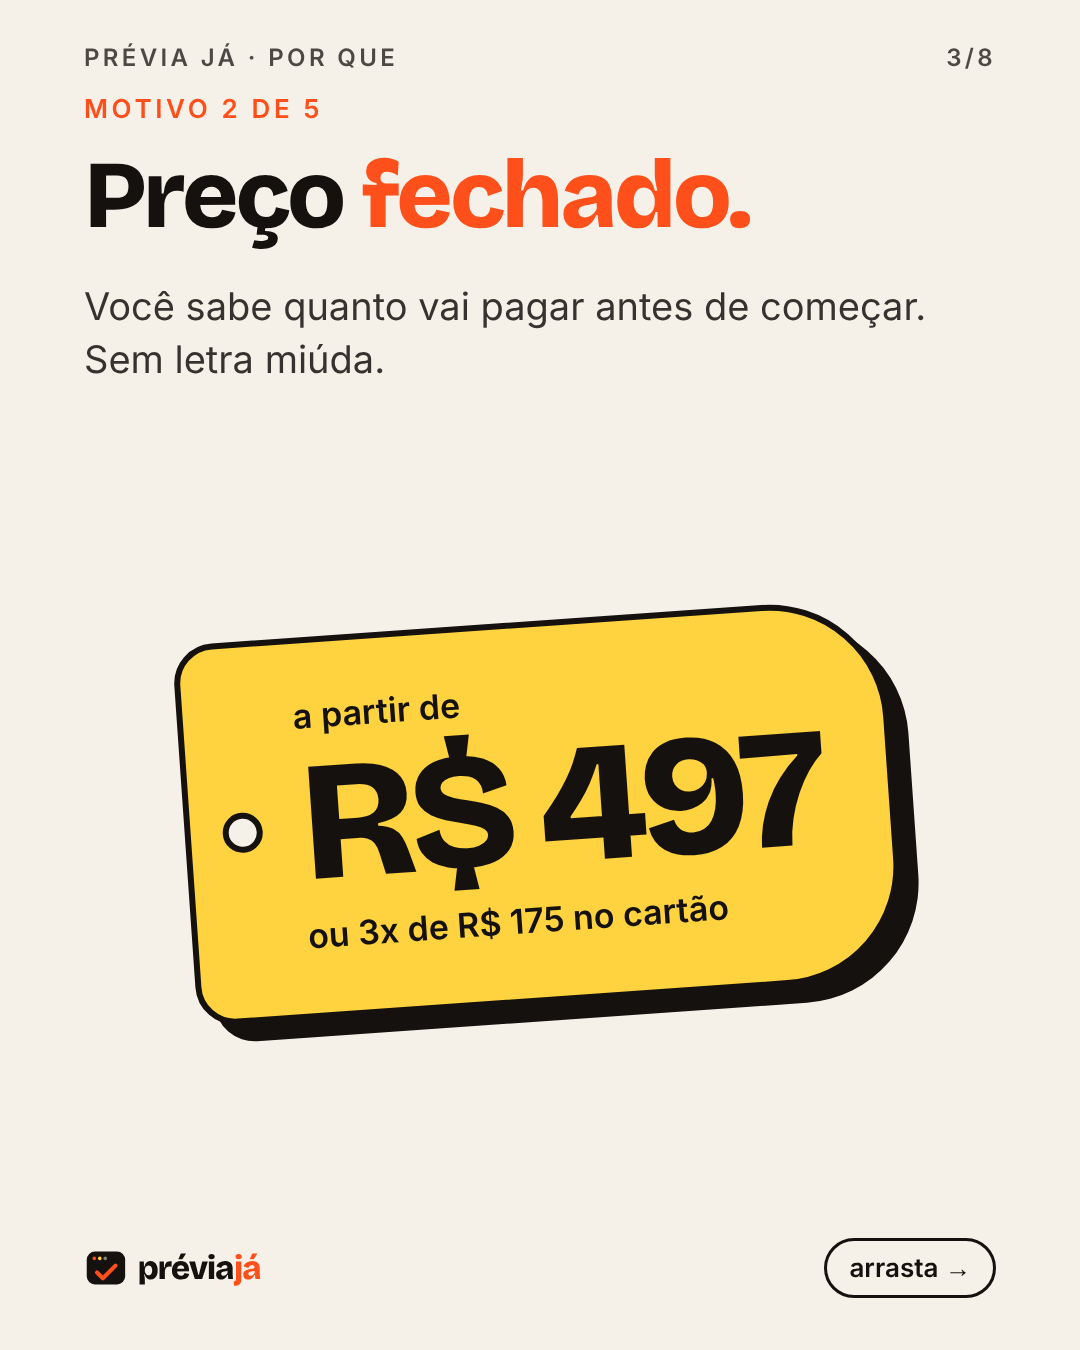 PRÉVIA JÁ · POR QUE
3/8
MOTIVO 2 DE 5
Preço fechado.
Você sabe quanto vai pagar antes de começar.
Sem letra miúda.
a partir de
R$ 497
ou 3x de R$ 175 no cartão
préviajá
arrasta →